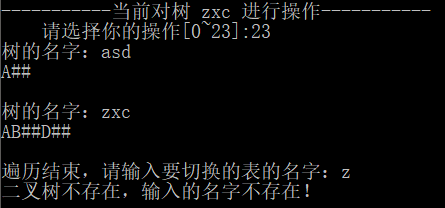 -----------当前对树 zxc 进行操作-----------
请选择你的操作[0~23]:23
树的名字：asd
A##
树的名字：zxc
AB##D##
遍历结束，请输入要切换的表的名字：z
二叉树不存在，输入的名字不存在！